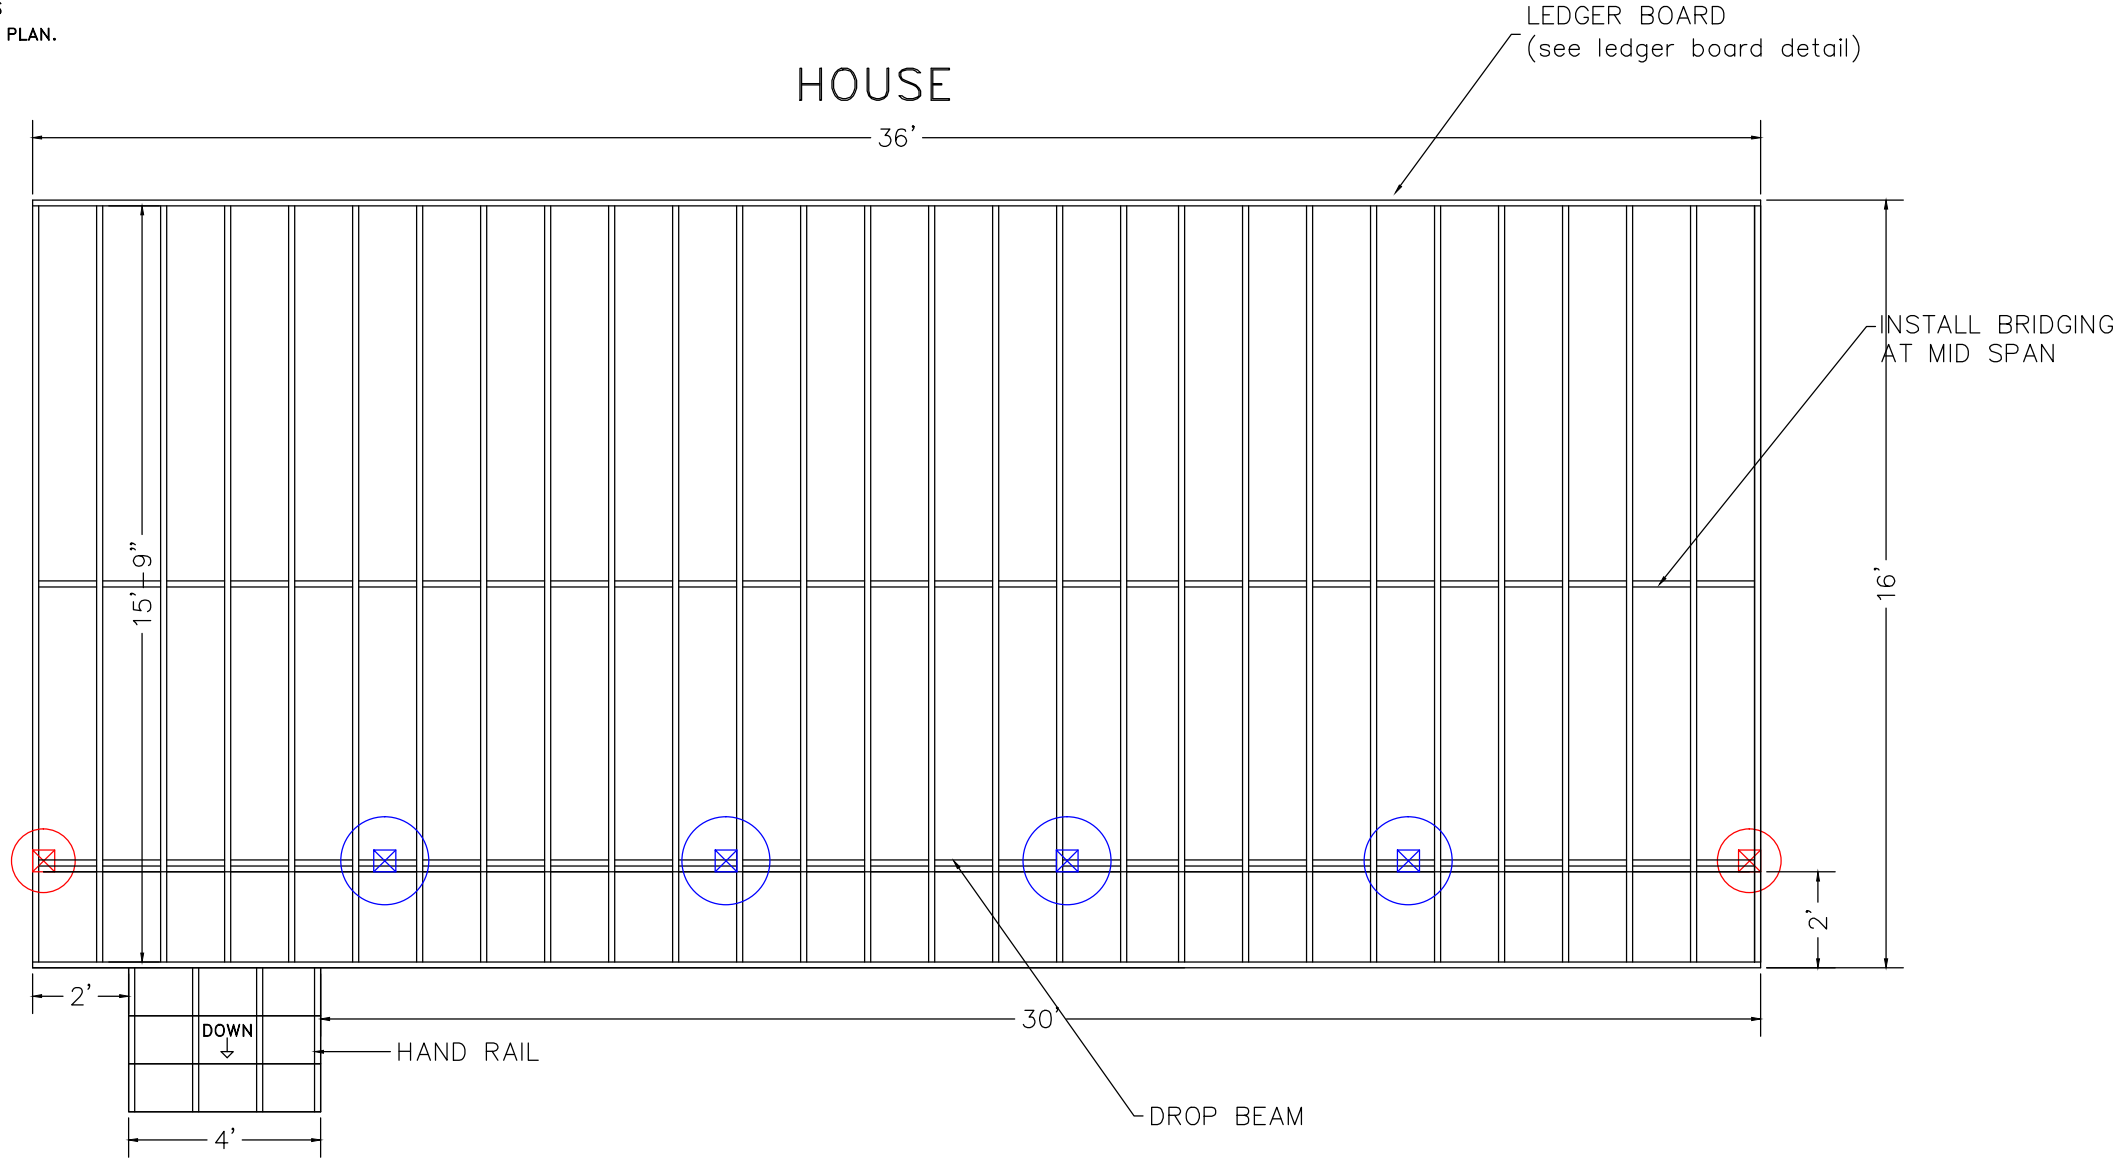 PLAN.
LEDGER BOARD
(see ledger board detail)
HOUSE
36'
INSTALL BRIDGING
AT MID SPAN
15'-9"
16'
2'
2'
30'
DOWN
HAND RAIL
DROP BEAM
4'